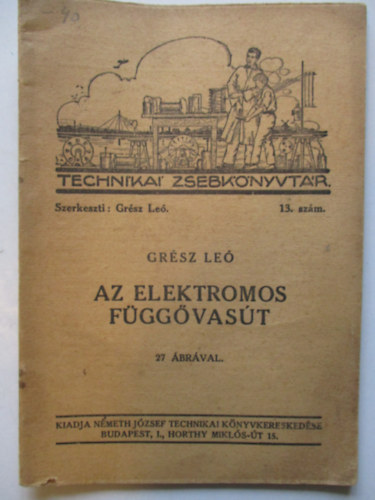 — 40
TECHNIKAI ZSEBKÖNYVTÁR.
Szerkeszti: Grész Leó. 13. szám.
GRÉSZ LEÓ
AZ ELEKTROMOS
FÜGGŐVASÚT
27 ÁBRÁVAL.
KIADJA NÉMETH JÓZSEF TECHNIKAI KÖNYVKERESKEDÉSE
BUDAPEST, I., HORTHY MIKLÓS-ÚT 15.